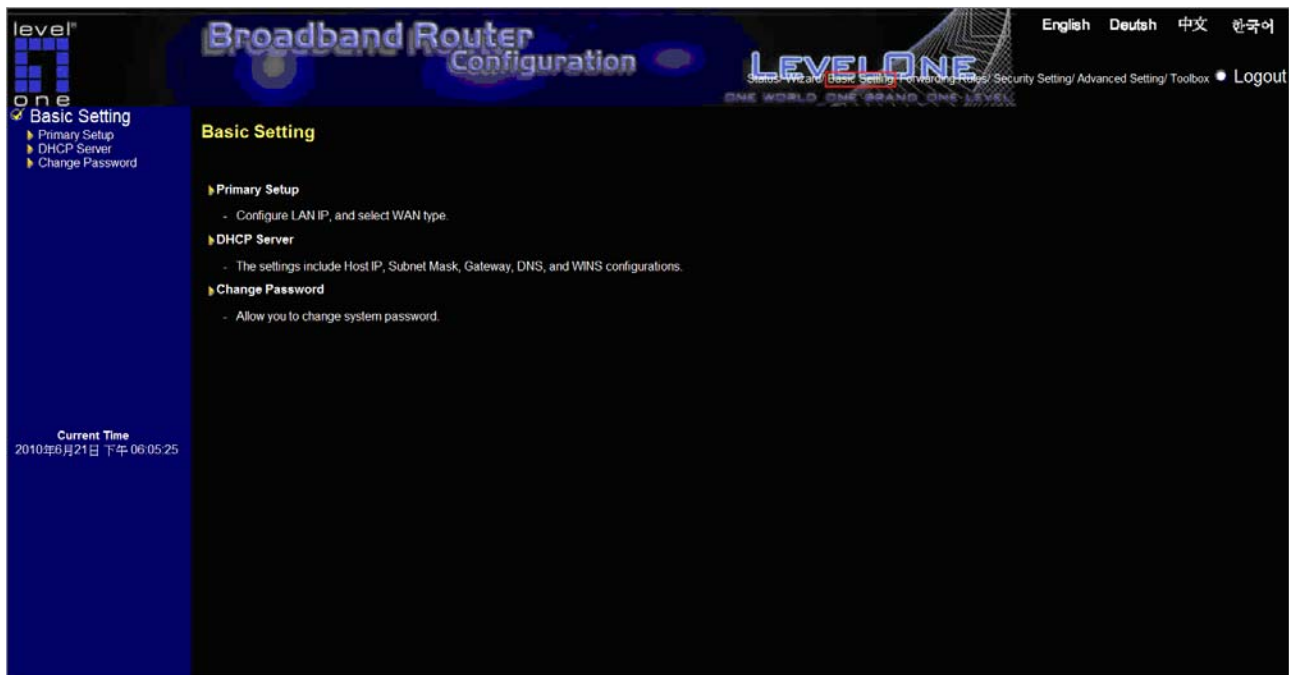 level
one
Broadband Router
Configuration
LEVELONE
ONE WORLD ONE BRAND ONE LEVEL
English Deutsh 中文 한국어
Status/ Wizard/ Basic Setting/ Forwarding Rules/ Security Setting/ Advanced Setting/ Toolbox Logout
Basic Setting
Primary Setup
DHCP Server
Change Password
Current Time
2010年6月21日 下午 06:05:25
Basic Setting
Primary Setup
- Configure LAN IP, and select WAN type.
DHCP Server
- The settings include Host IP, Subnet Mask, Gateway, DNS, and WINS configurations.
Change Password
- Allow you to change system password.